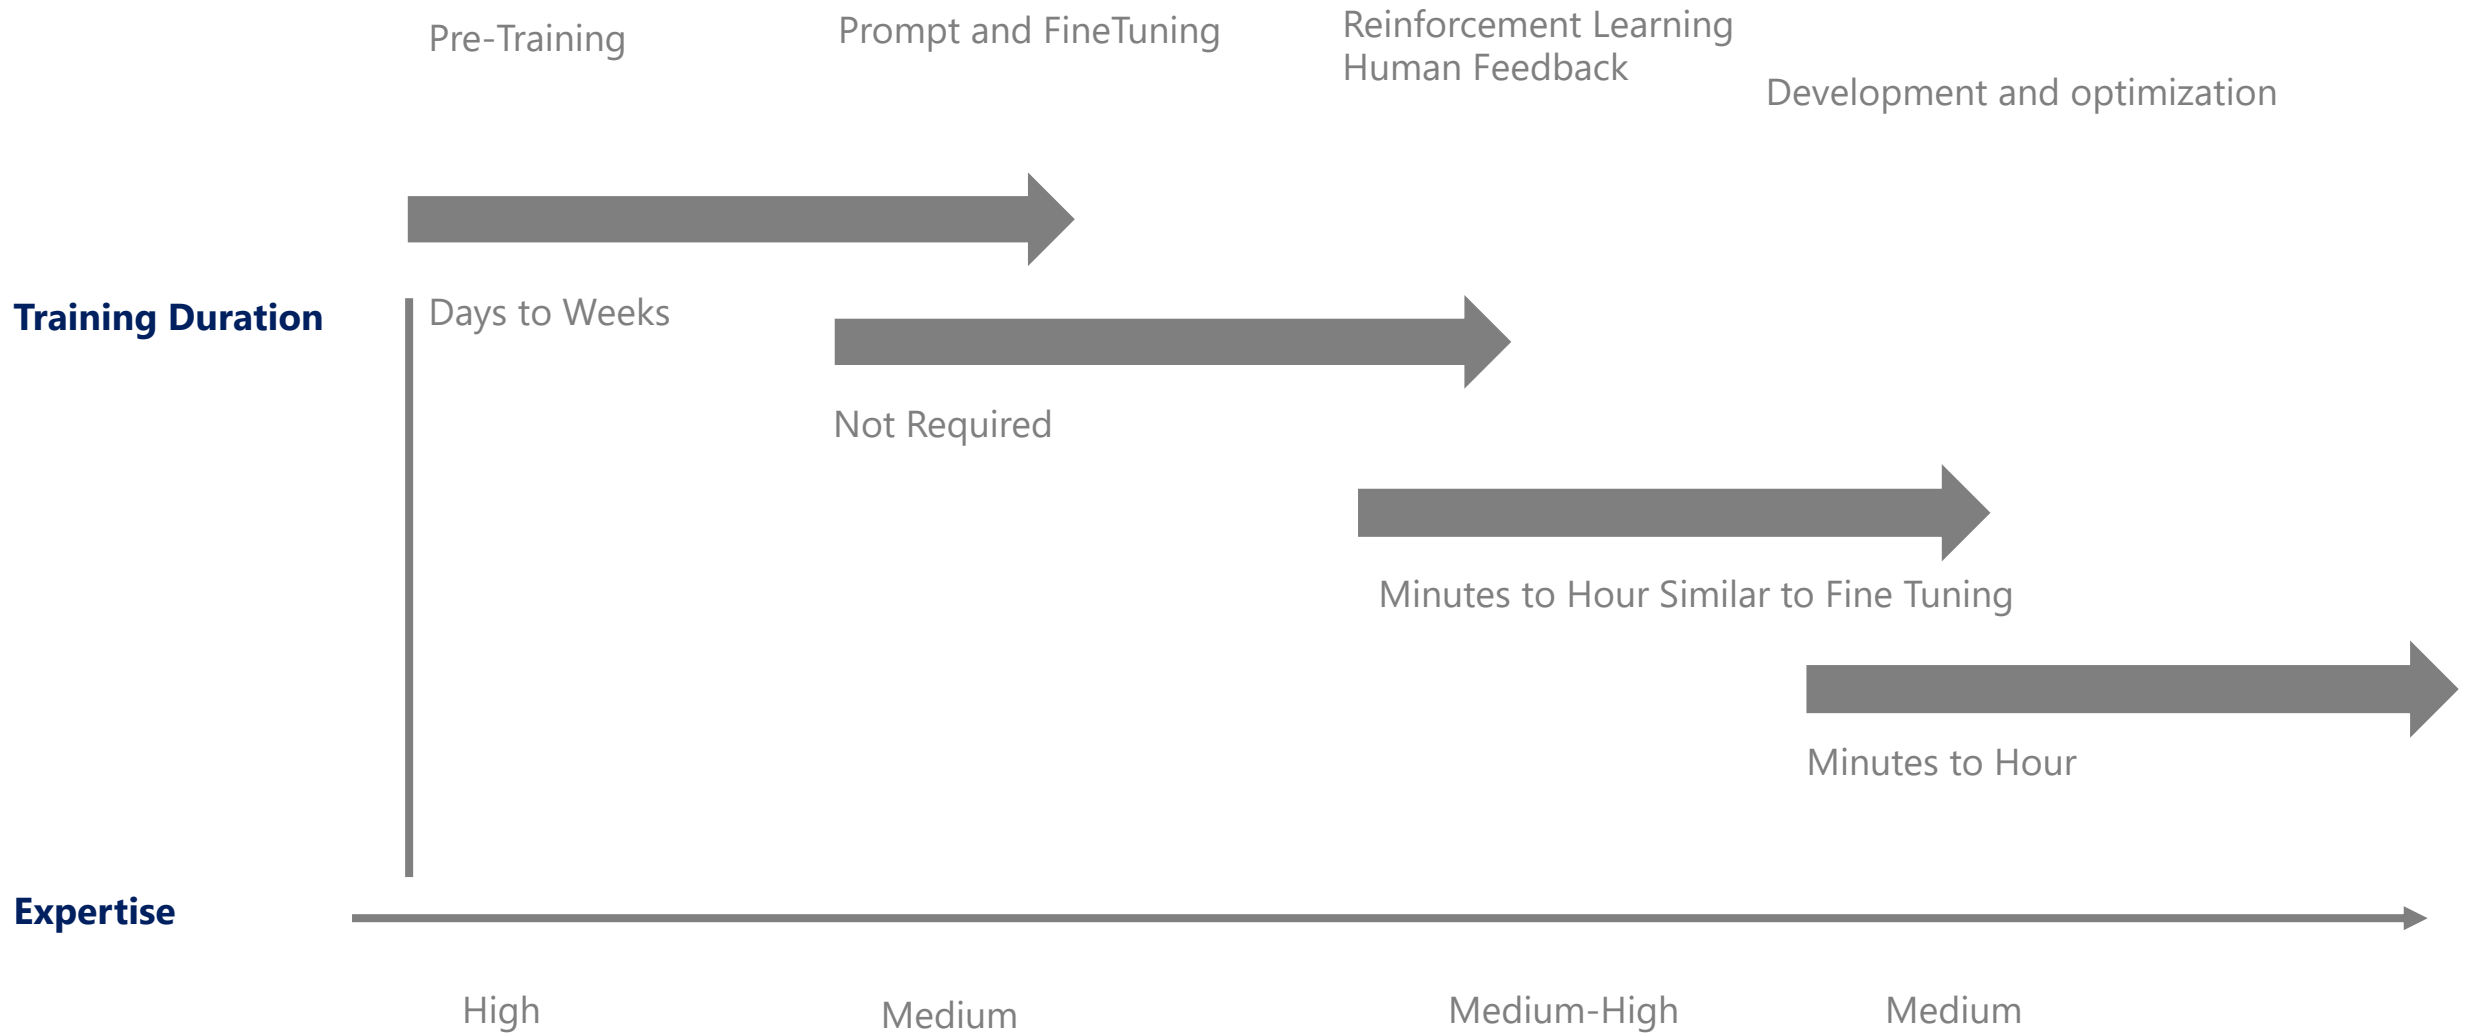 Pre-Training
Prompt and FineTuning
Reinforcement Learning
Human Feedback
Development and optimization
Training Duration
Days to Weeks
Not Required
Minutes to Hour Similar to Fine Tuning
Minutes to Hour
Expertise
High
Medium
Medium-High
Medium